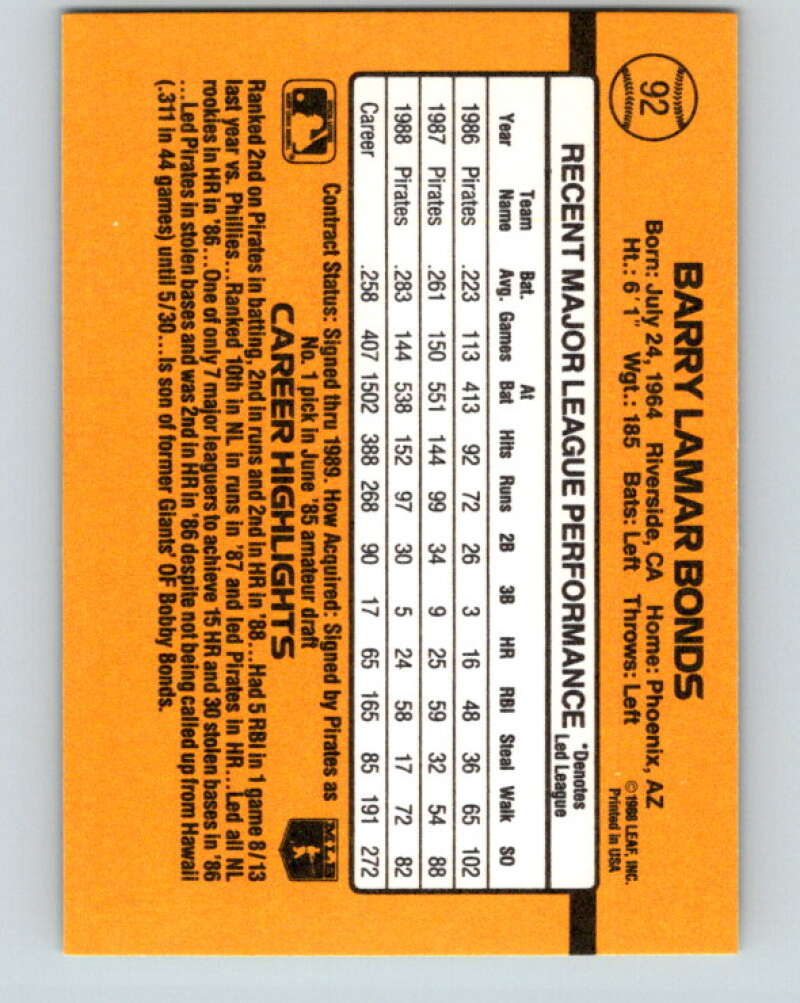 92
BARRY LAMAR BONDS
Born: July 24, 1964 Riverside, CA Home: Phoenix, AZ
Ht.: 6'1" Wgt.: 185 Bats: Left Throws: Left
©1988 LEAF, INC.
Printed in USA
RECENT MAJOR LEAGUE PERFORMANCE *Denotes Led League
Year Team Name Bat. Avg. Games At Bat Hits Runs 2B 3B HR RBI Steal Walk SO
1986 Pirates .223 113 413 92 72 26 3 16 48 36 65 102
1987 Pirates .261 150 551 144 99 34 9 25 59 32 54 88
1988 Pirates .283 144 538 152 97 30 5 24 58 17 72 82
Career .258 407 1502 388 268 90 17 65 165 85 191 272
Contract Status: Signed thru 1989. How Acquired: Signed by Pirates as
No. 1 pick in June '85 amateur draft
CAREER HIGHLIGHTS
MLB
Ranked 2nd on Pirates in batting, 2nd in runs and 2nd in HR in '88...Had 5 RBI in 1 game 8/13
last year vs. Phillies...Ranked 10th in NL in runs in '87 and led Pirates in HR...Led all NL
rookies in HR in '86...One of only 7 major leaguers to achieve 15 HR and 30 stolen bases in '86
...Led Pirates in stolen bases and was 2nd in HR in '86 despite not being called up from Hawaii
(.311 in 44 games) until 5/30...Is son of former Giants' OF Bobby Bonds.